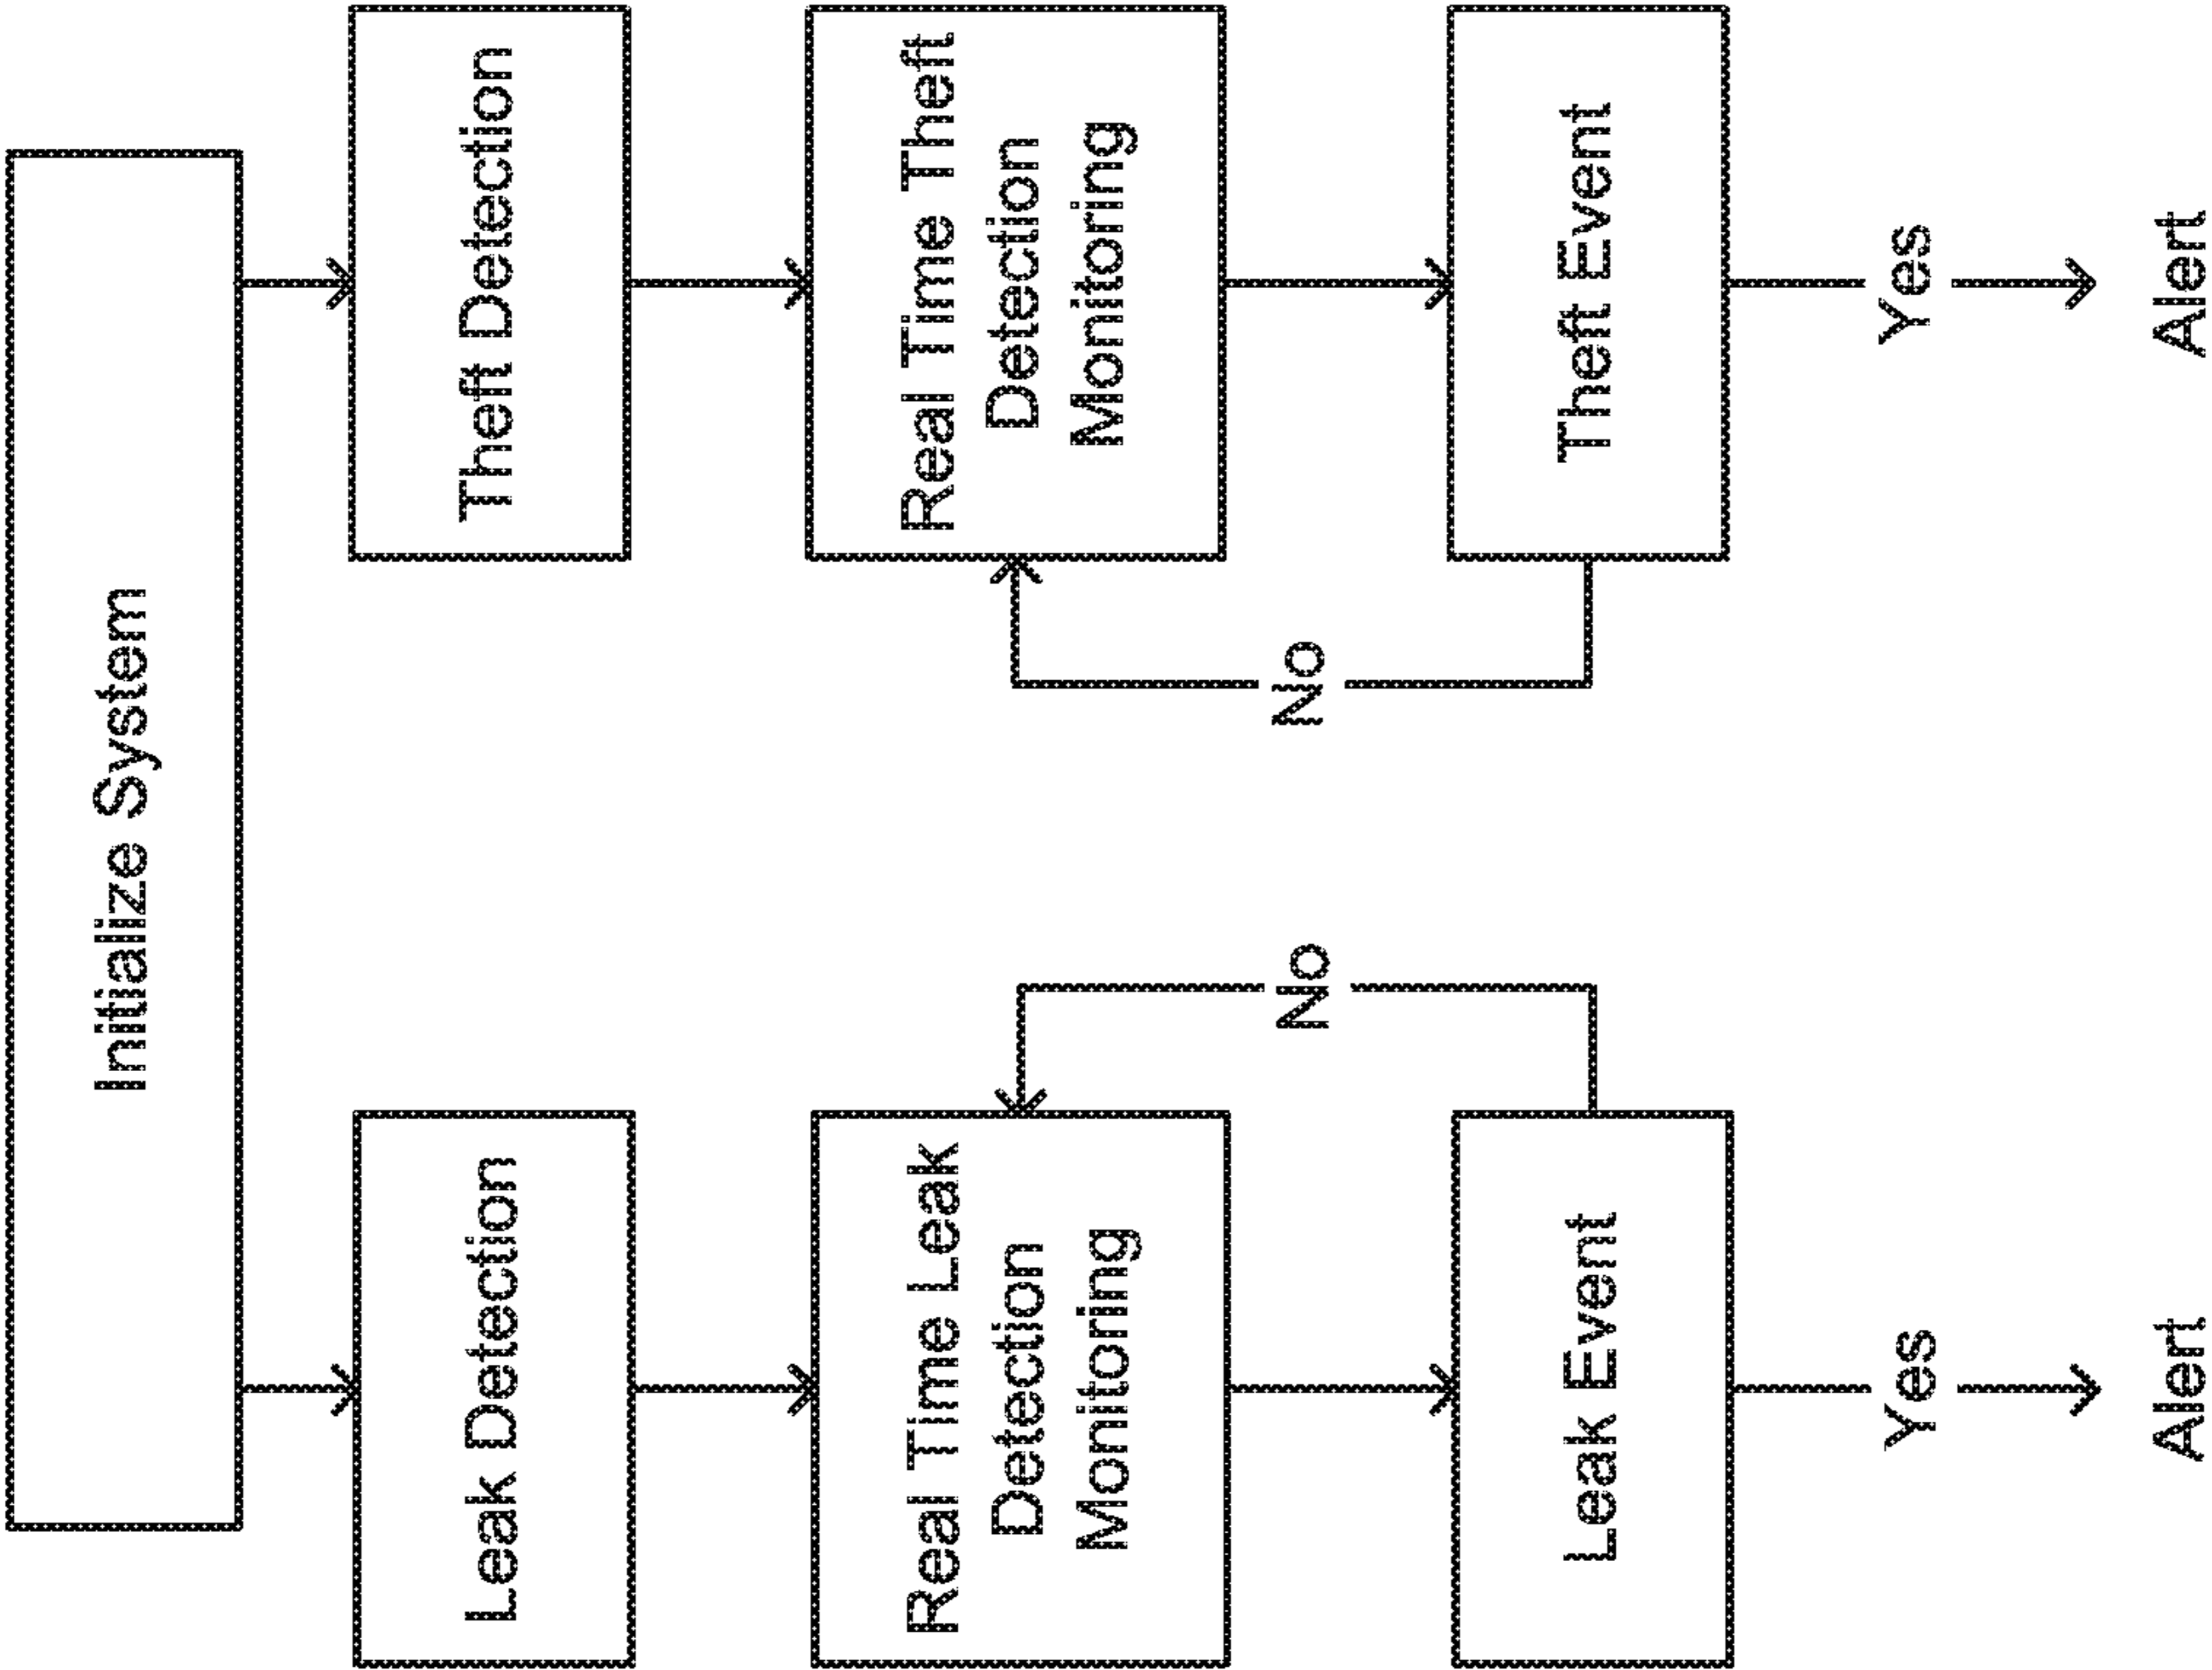 Initialize System
Leak Detection
Theft Detection
Real Time Leak
Detection
Monitoring
Real Time Theft
Detection
Monitoring
No
No
Leak Event
Theft Event
Yes
Yes
Alert
Alert